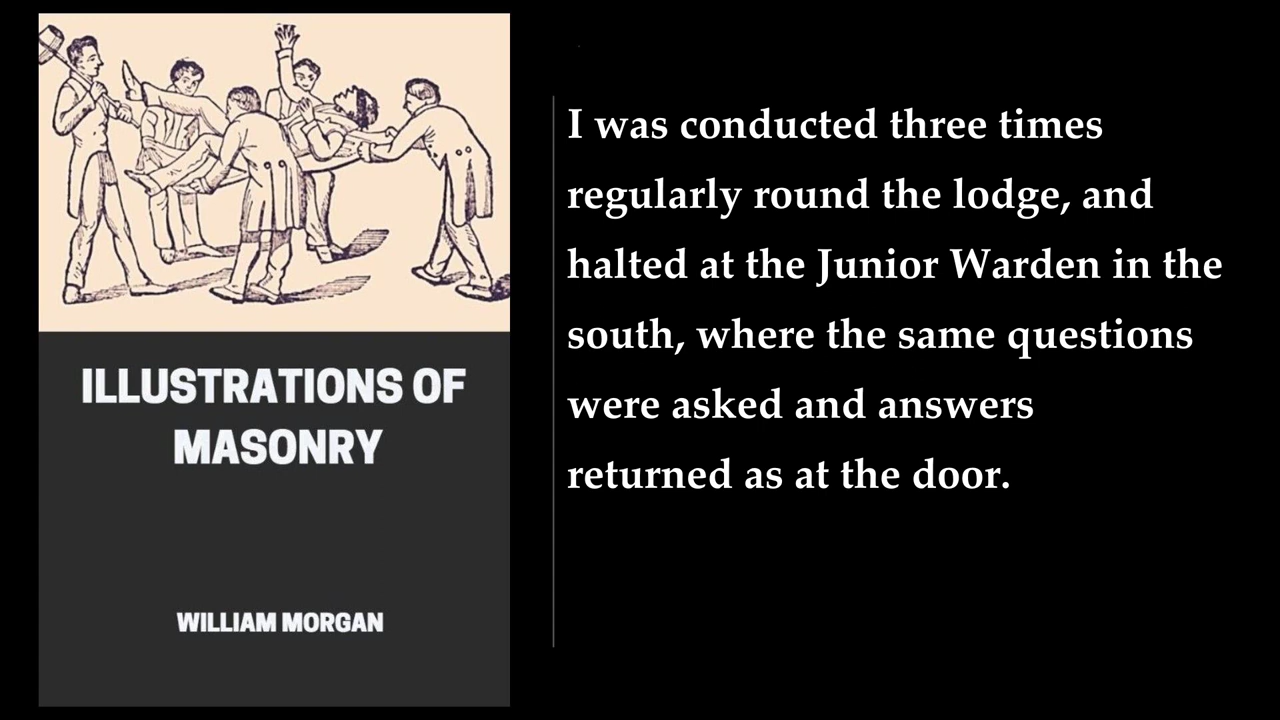 ILLUSTRATIONS OF
MASONRY
WILLIAM MORGAN
I was conducted three times
regularly round the lodge, and
halted at the Junior Warden in the
south, where the same questions
were asked and answers
returned as at the door.